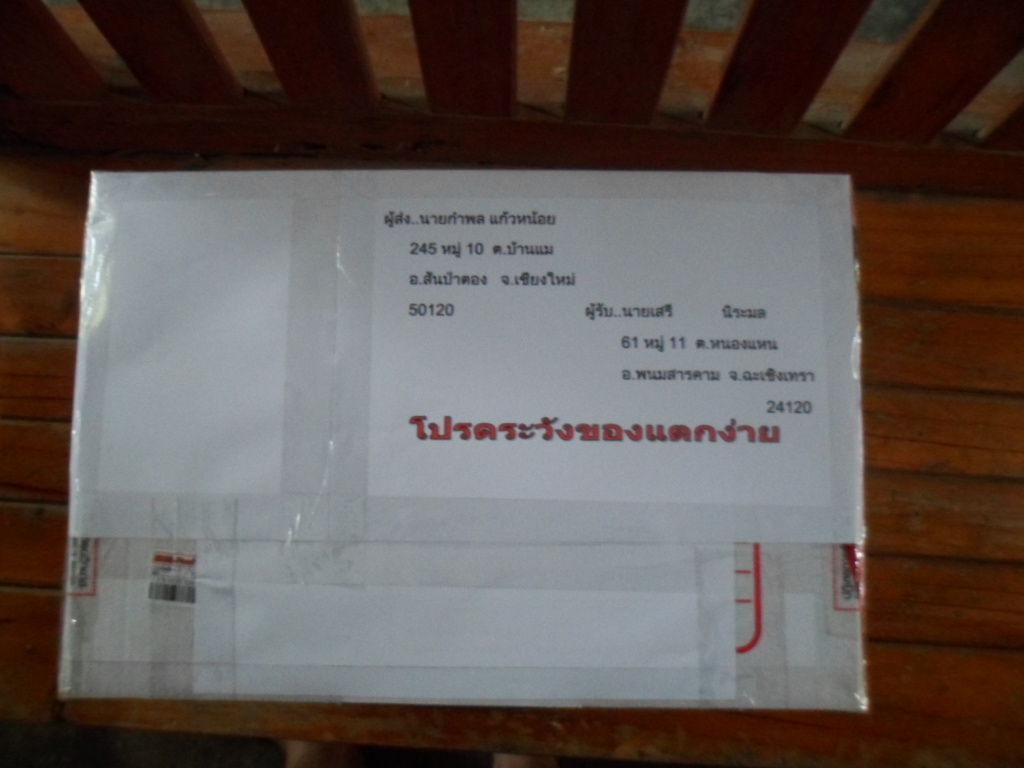 ผู้ส่ง..นายกำพล แก้วหน้อย
245 หมู่ 10 ต.บ้านแม
อ.สันป่าตอง จ.เชียงใหม่
50120
ผู้รับ..นายเสรี นิระมล
61 หมู่ 11 ต.หนองแหน
อ.พนมสารคาม จ.ฉะเชิงเทรา
24120
โปรดระวังของแตกง่าย